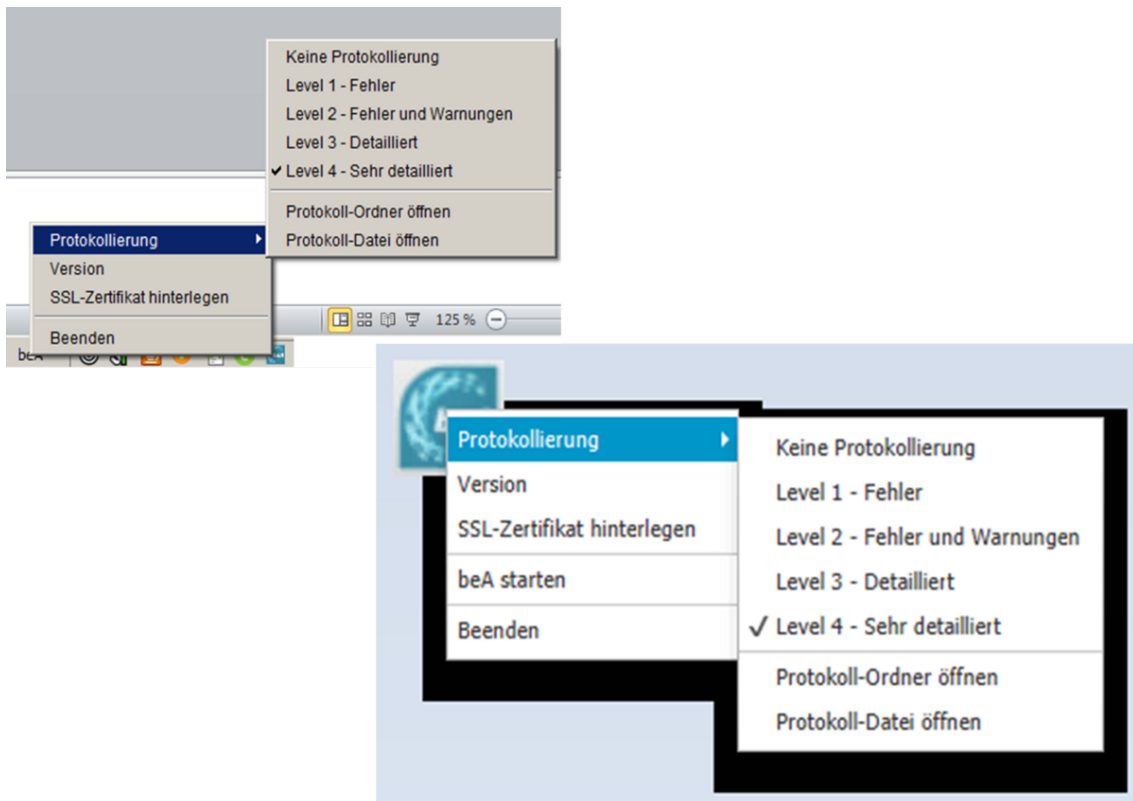 Keine Protokollierung
Level 1 - Fehler
Level 2 - Fehler und Warnungen
Level 3 - Detailliert
Level 4 - Sehr detailliert
Protokoll-Ordner öffnen
Protokoll-Datei öffnen
Protokollierung
Version
SSL-Zertifikat hinterlegen
Beenden
125 %
beA
Protokollierung
Version
SSL-Zertifikat hinterlegen
beA starten
Beenden
Keine Protokollierung
Level 1 - Fehler
Level 2 - Fehler und Warnungen
Level 3 - Detailliert
Level 4 - Sehr detailliert
Protokoll-Ordner öffnen
Protokoll-Datei öffnen